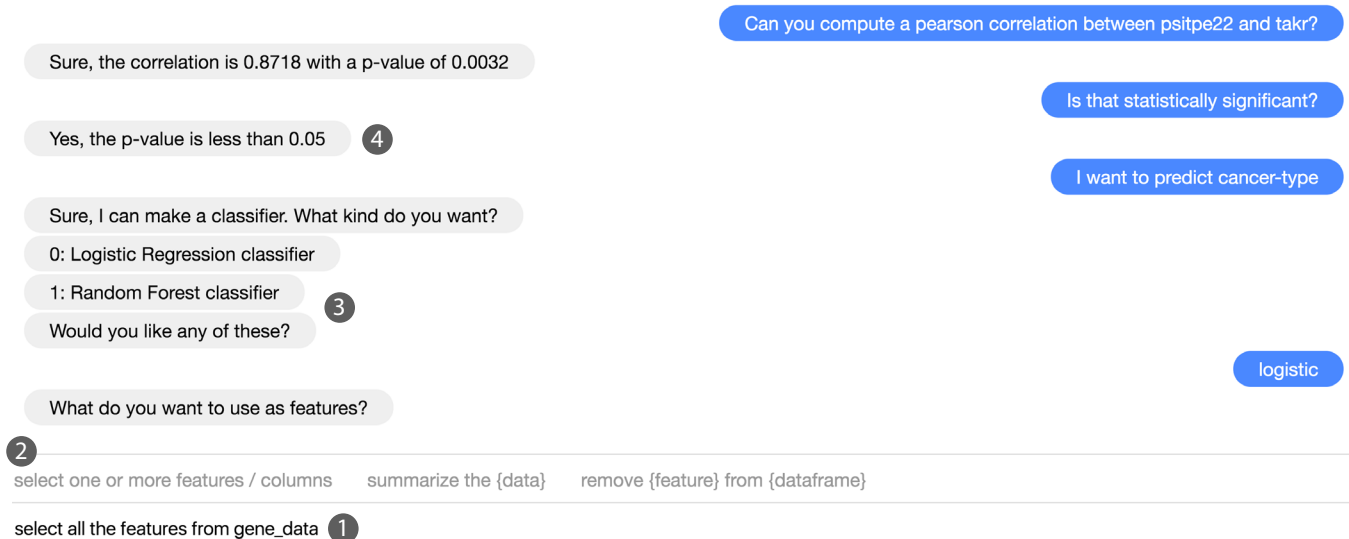 Can you compute a pearson correlation between psitpe22 and takr?
Sure, the correlation is 0.8718 with a p-value of 0.0032
Is that statistically significant?
Yes, the p-value is less than 0.05 4
I want to predict cancer-type
Sure, I can make a classifier. What kind do you want?
0: Logistic Regression classifier
1: Random Forest classifier
3
Would you like any of these?
logistic
What do you want to use as features?
2
select one or more features / columns summarize the {data} remove {feature} from {dataframe}
select all the features from gene_data 1